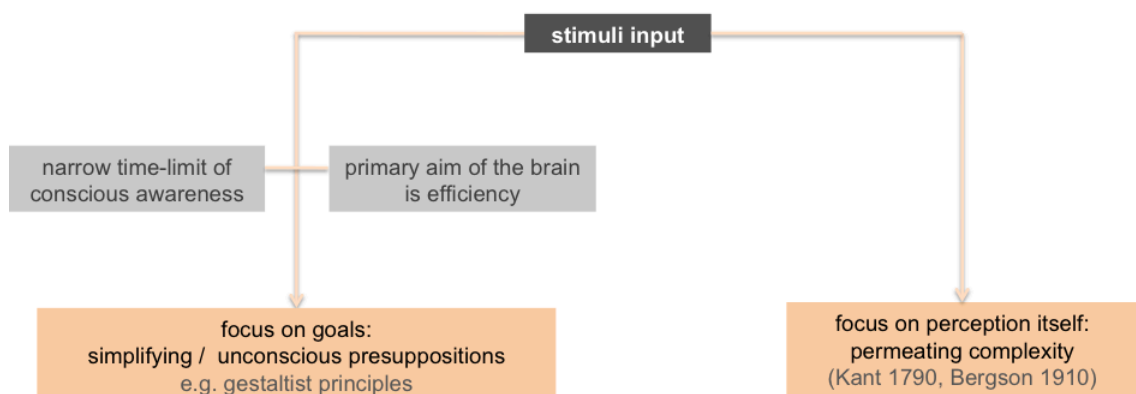 stimuli input
narrow time-limit of
conscious awareness
primary aim of the brain
is efficiency
focus on goals:
simplifying / unconscious presuppositions
e.g. gestaltist principles
focus on perception itself:
permeating complexity
(Kant 1790, Bergson 1910)